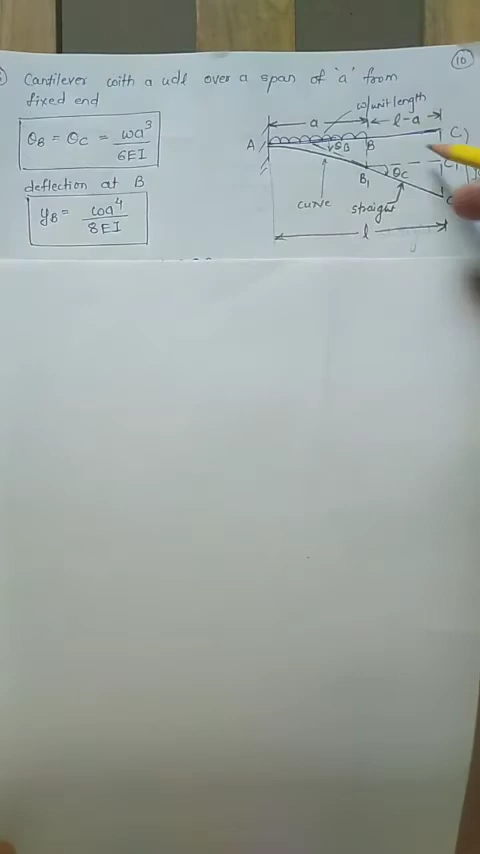 10
Cantilever with a udl over a span of 'a' from
fixed end
θB = θC = wa³/6EI
deflection at B
yB = wa⁴/8EI
w/unit length
a
l-a
A
θB
B
C
B1
θC
C1
curve
straight
l